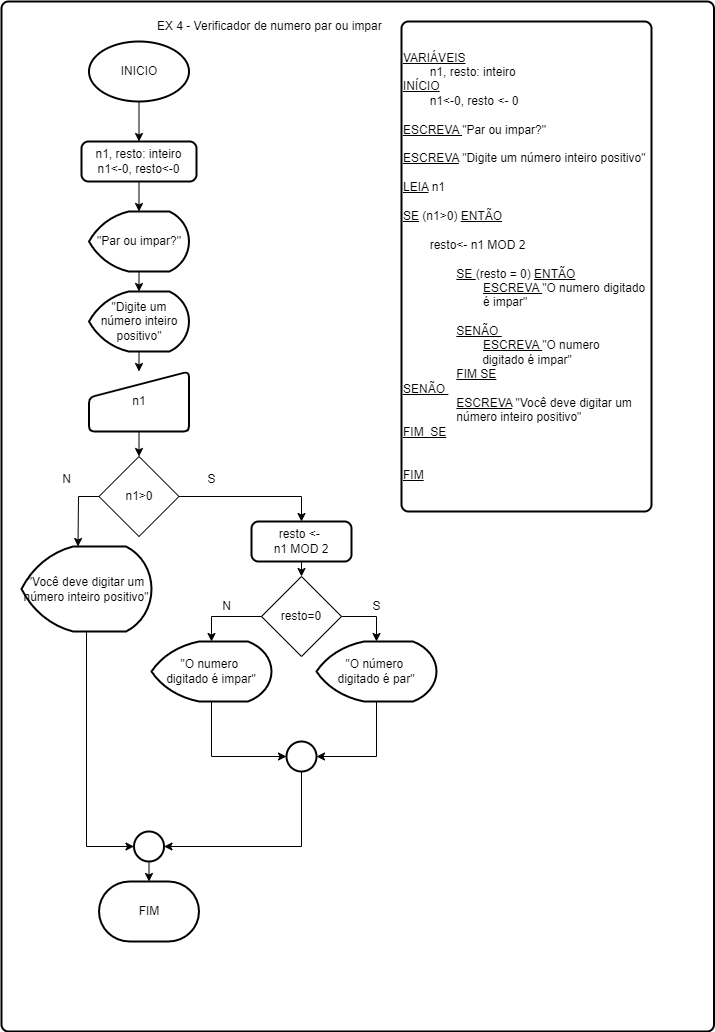 EX 4 - Verificador de numero par ou impar
INICIO
n1, resto: inteiro
n1<-0, resto<-0
"Par ou impar?"
"Digite um
número inteiro
positivo"
n1
n1>0
N
S
"Você deve digitar um
número inteiro positivo"
resto <-
n1 MOD 2
resto=0
N
S
"O numero
digitado é impar"
"O número
digitado é par"
FIM
VARIÁVEIS
n1, resto: inteiro
INÍCIO
n1<-0, resto <- 0
ESCREVA "Par ou impar?"
ESCREVA "Digite um número inteiro positivo"
LEIA n1
SE (n1>0) ENTÃO
resto<- n1 MOD 2
SE (resto = 0) ENTÃO
ESCREVA "O numero digitado
é impar"
SENÃO
ESCREVA "O numero
digitado é impar"
FIM SE
SENÃO
ESCREVA "Você deve digitar um
número inteiro positivo"
FIM SE
FIM